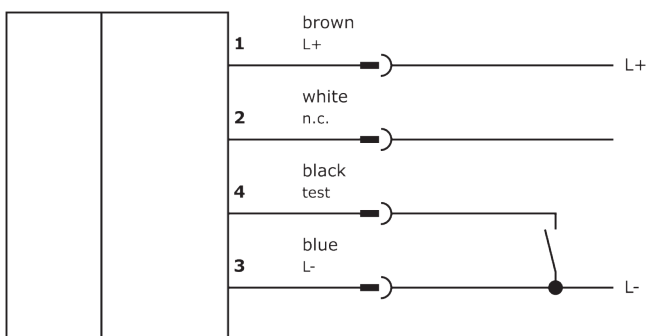 brown
1 L+
L+
white
2 n.c.
black
4 test
blue
3 L-
L-